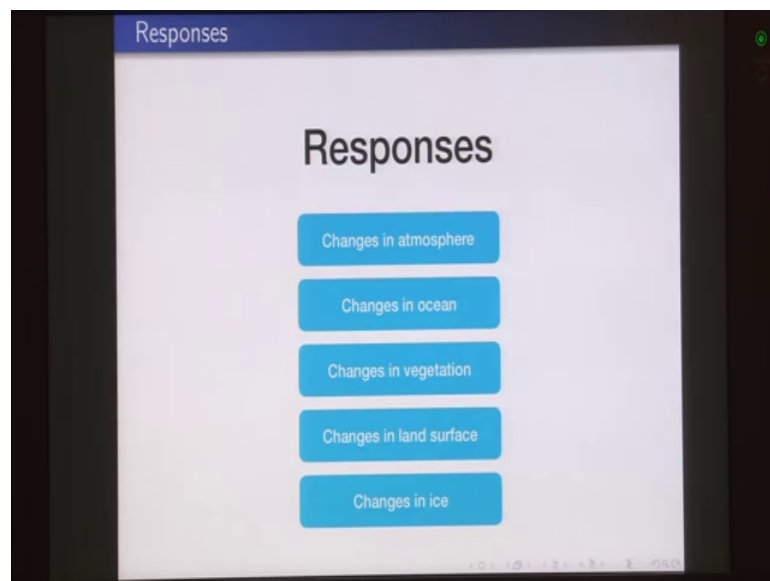 Responses
Responses
Changes in atmosphere
Changes in ocean
Changes in vegetation
Changes in land surface
Changes in ice